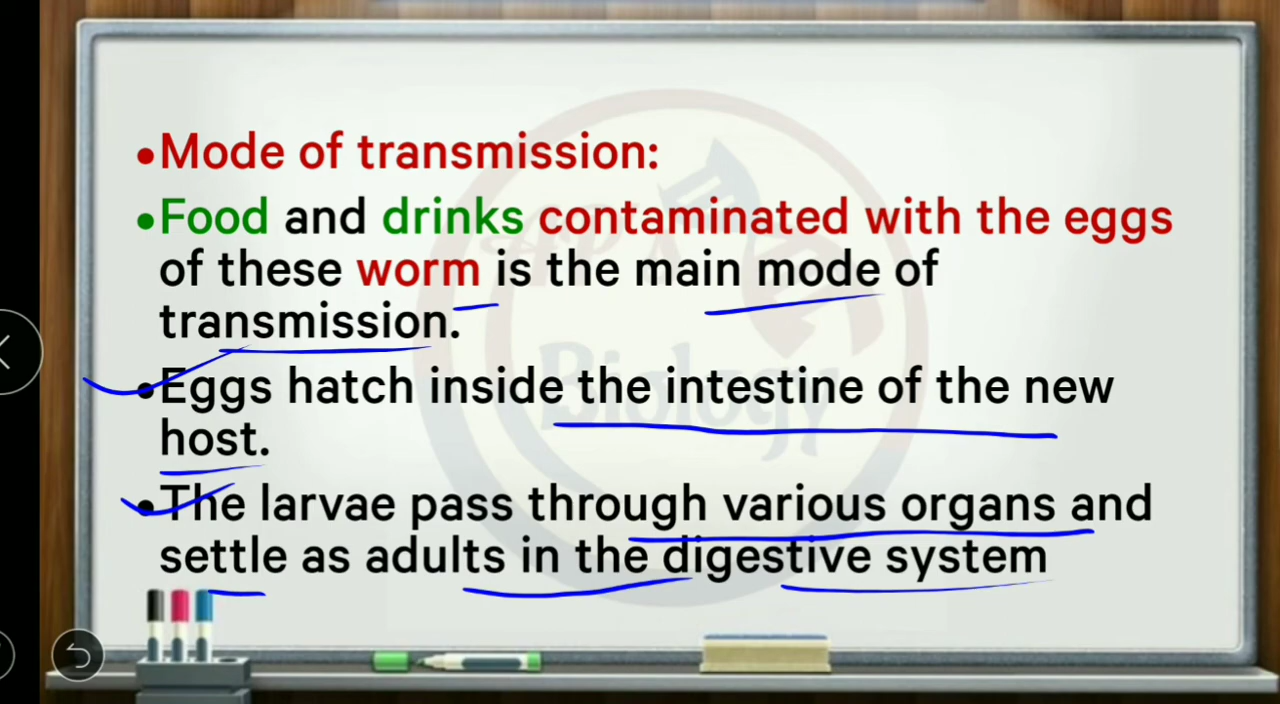 •Mode of transmission:
•Food and drinks contaminated with the eggs
of these worm is the main mode of
transmission.
•Eggs hatch inside the intestine of the new
host.
•The larvae pass through various organs and
settle as adults in the digestive system
Biology